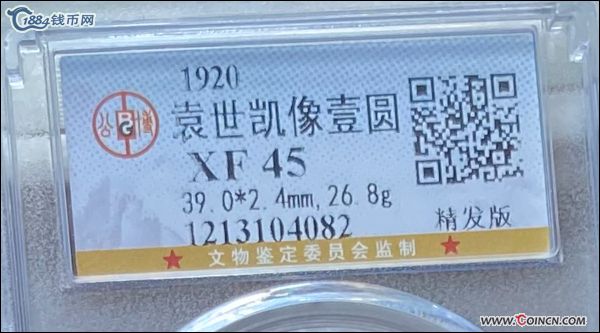 1884钱币网
1920
公博
袁世凯像壹圆
XF 45
39.0*2.4mm,26.8g
1213104082
精发版
★ 文物鉴定委员会监制 ★
WWW.COINCN.COM